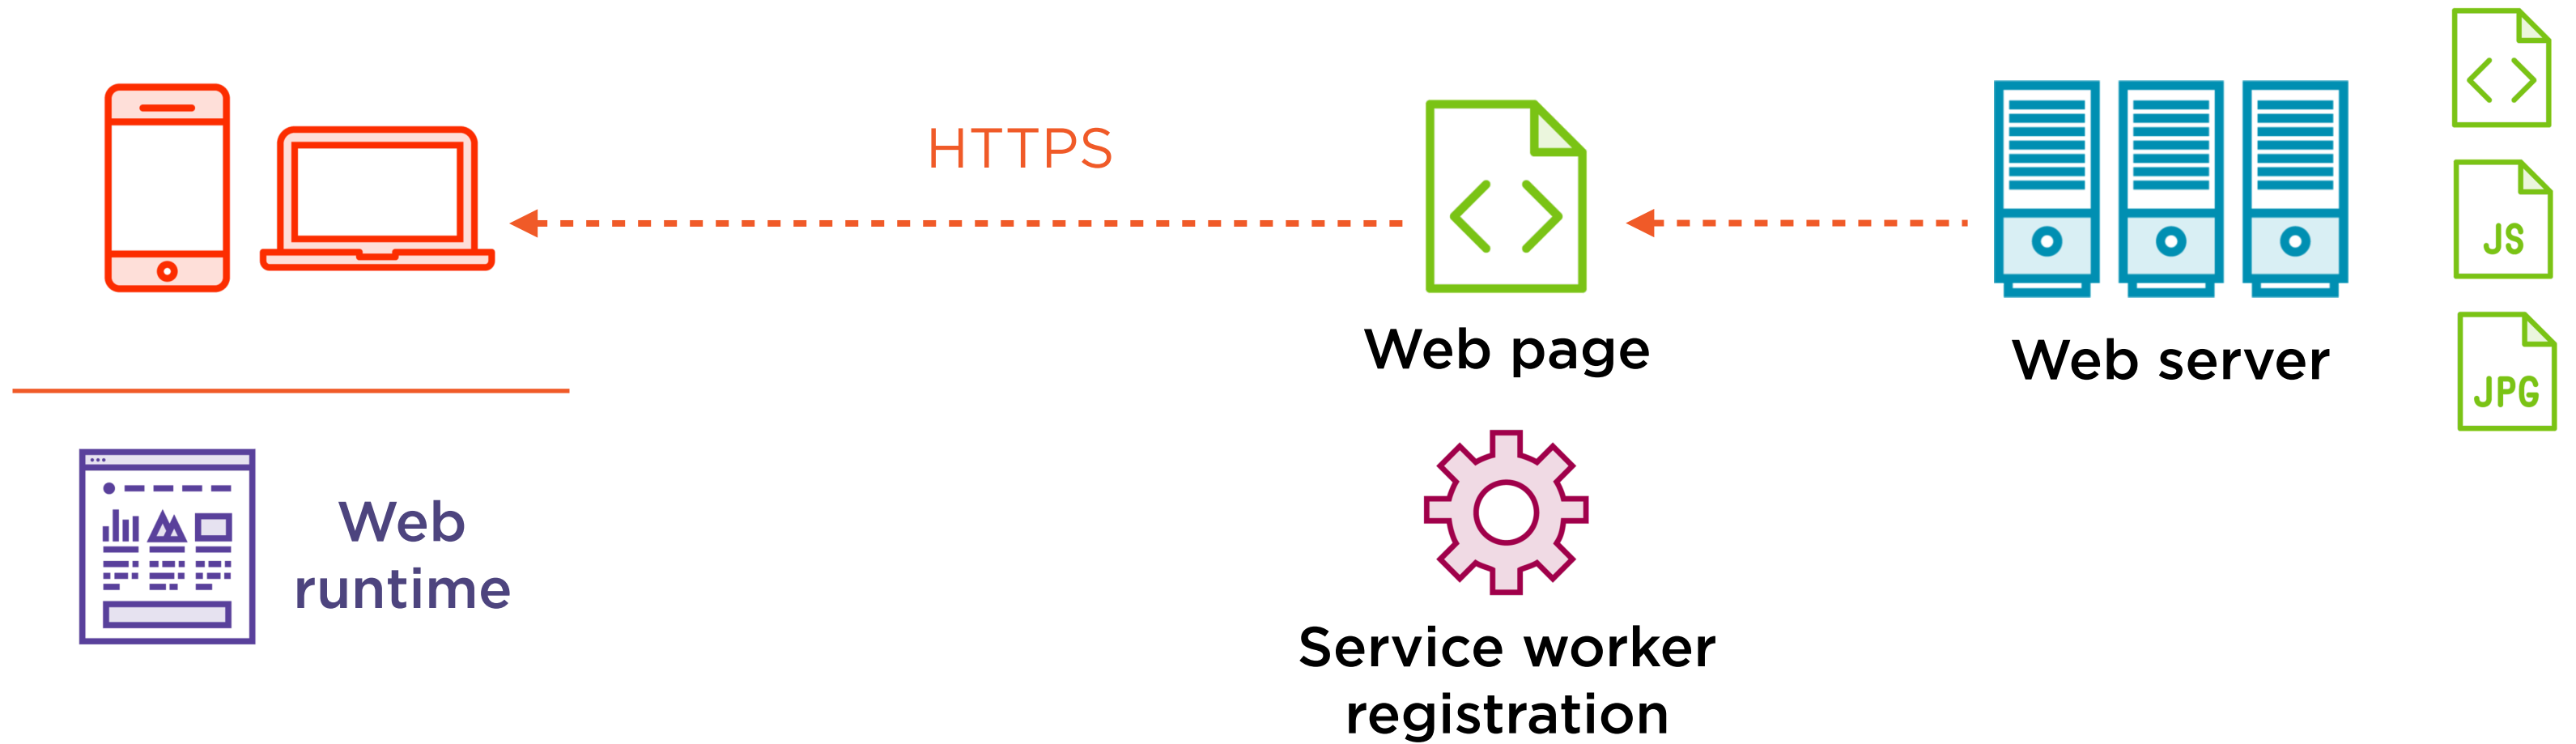 HTTPS
Web page
Web server
JS
JPG
Web
runtime
Service worker
registration